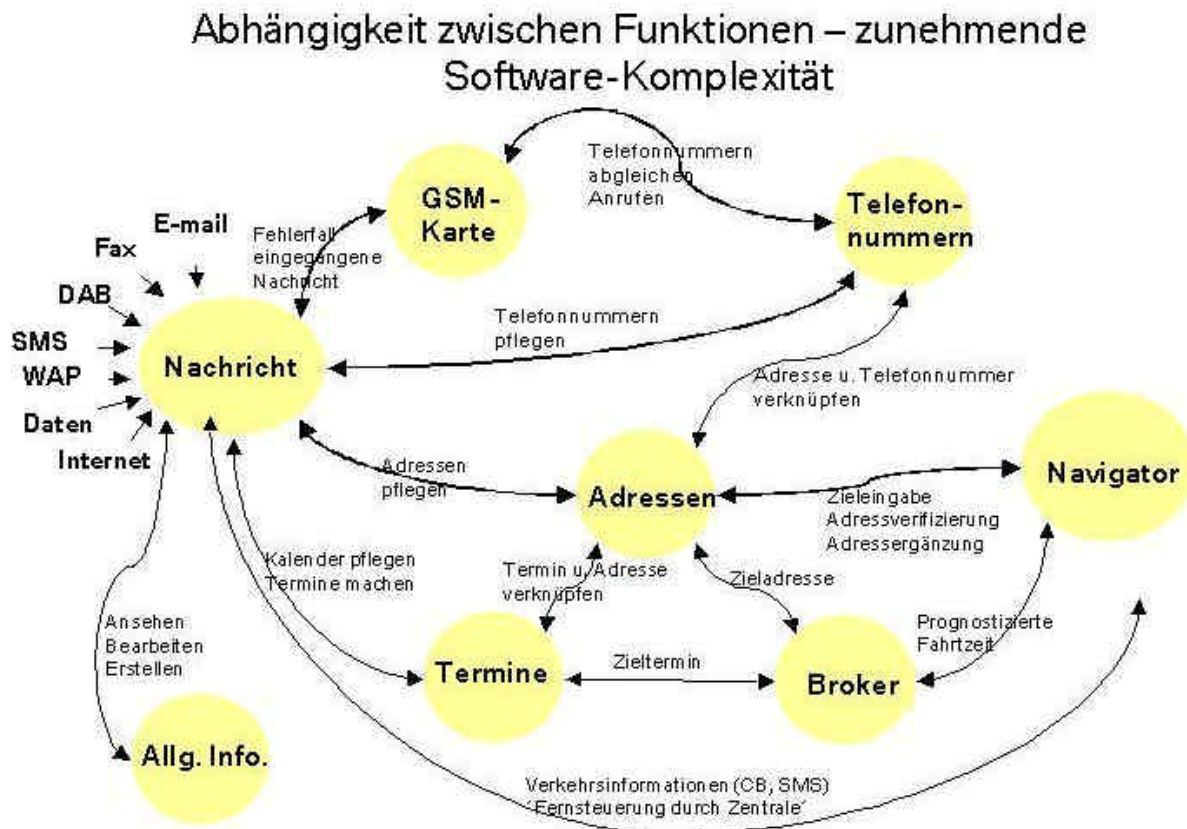 Abhängigkeit zwischen Funktionen – zunehmende
Software-Komplexität
Telefonnummern
abgleichen
Anrufen
GSM-
Karte
Telefon-
nummern
E-mail
Fax
DAB
SMS
WAP
Daten
Internet
Fehlerfall
eingegangene
Nachricht
Nachricht
Telefonnummern
pflegen
Adresse u. Telefonnummer
verknüpfen
Adressen
pflegen
Adressen
Navigator
Zieleingabe
Adressverifizierung
Adressergänzung
Kalender pflegen
Termine machen
Termin u. Adresse
verknüpfen
Zieladresse
Ansehen
Bearbeiten
Erstellen
Prognostizierte
Fahrtzeit
Termine
Zieltermin
Broker
Allg. Info.
Verkehrsinformationen (CB, SMS)
´Fernsteuerung durch Zentrale´